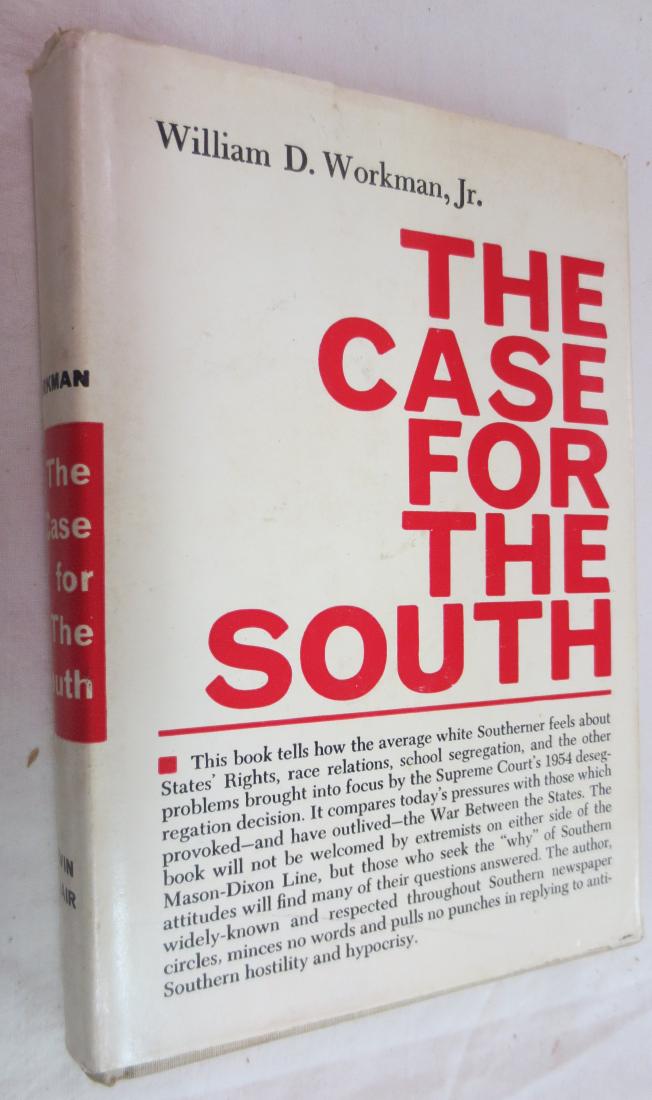 William D. Workman, Jr.
THE
CASE
FOR
THE
SOUTH
This book tells how the average white Southerner feels about
States' Rights, race relations, school segregation, and the other
problems brought into focus by the Supreme Court's 1954 deseg-
regation decision. It compares today's pressures with those which
provoked—and have outlived—the War Between the States. The
book will not be welcomed by extremists on either side of the
Mason-Dixon Line, but those who seek the "why" of Southern
attitudes will find many of their questions answered. The author,
widely-known and respected throughout Southern newspaper
circles, minces no words and pulls no punches in replying to anti-
Southern hostility and hypocrisy.
The
for
The